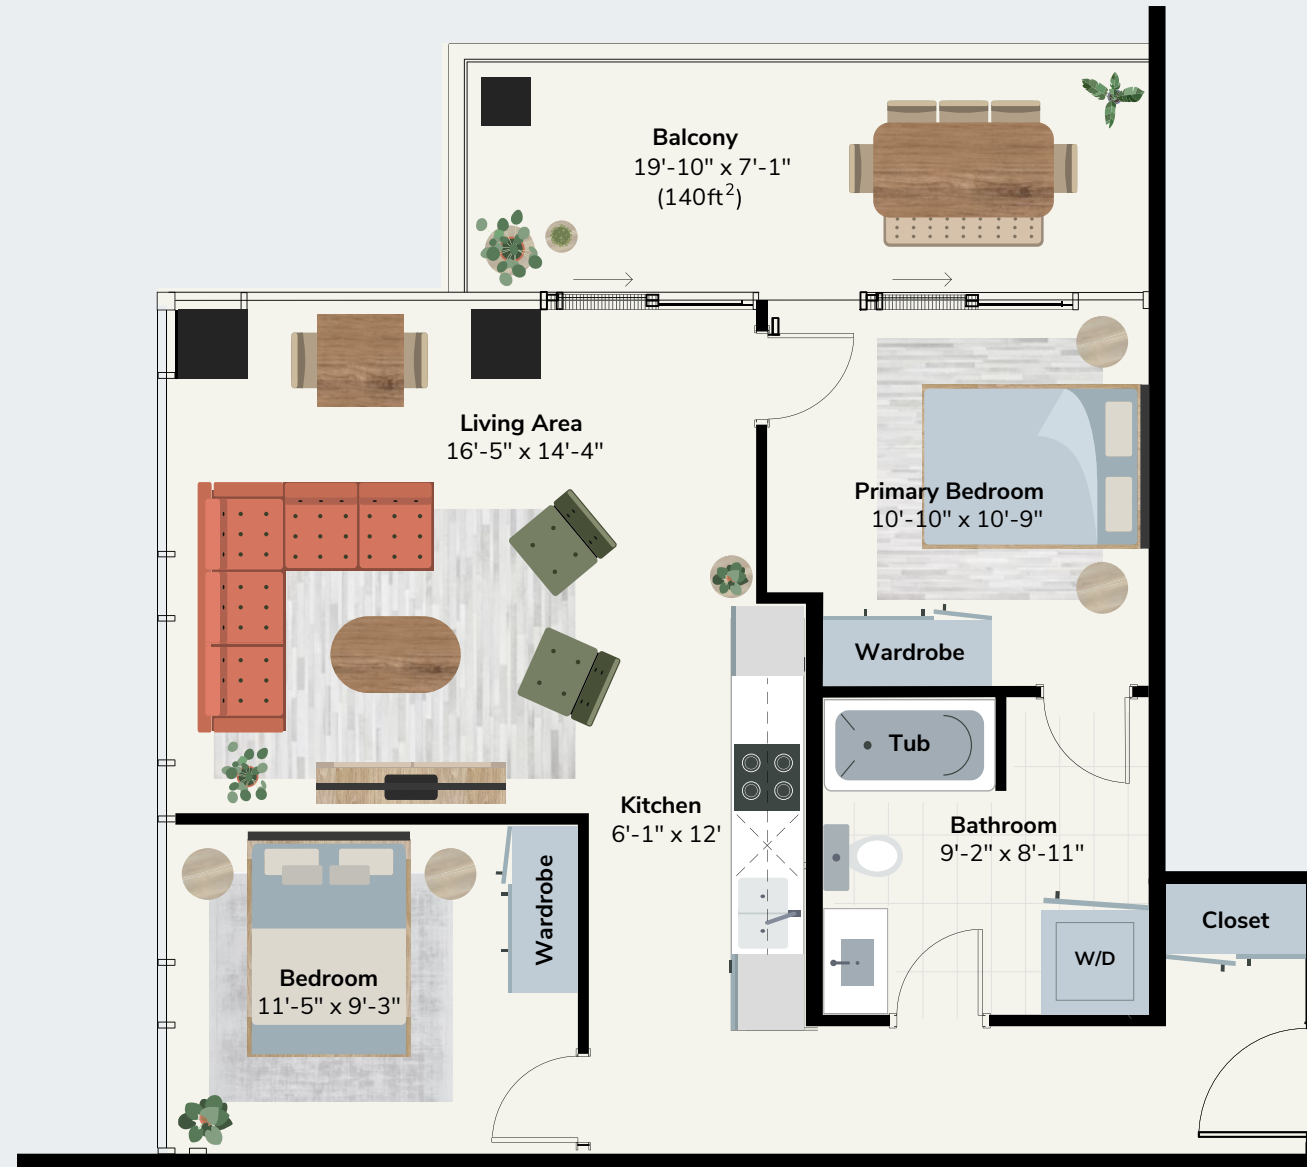 Balcony
19'-10" x 7'-1"
(140ft²)
Living Area
16'-5" x 14'-4"
Primary Bedroom
10'-10" x 10'-9"
Wardrobe
Tub
Kitchen
6'-1" x 12'
Bathroom
9'-2" x 8'-11"
Wardrobe
Closet
W/D
Bedroom
11'-5" x 9'-3"